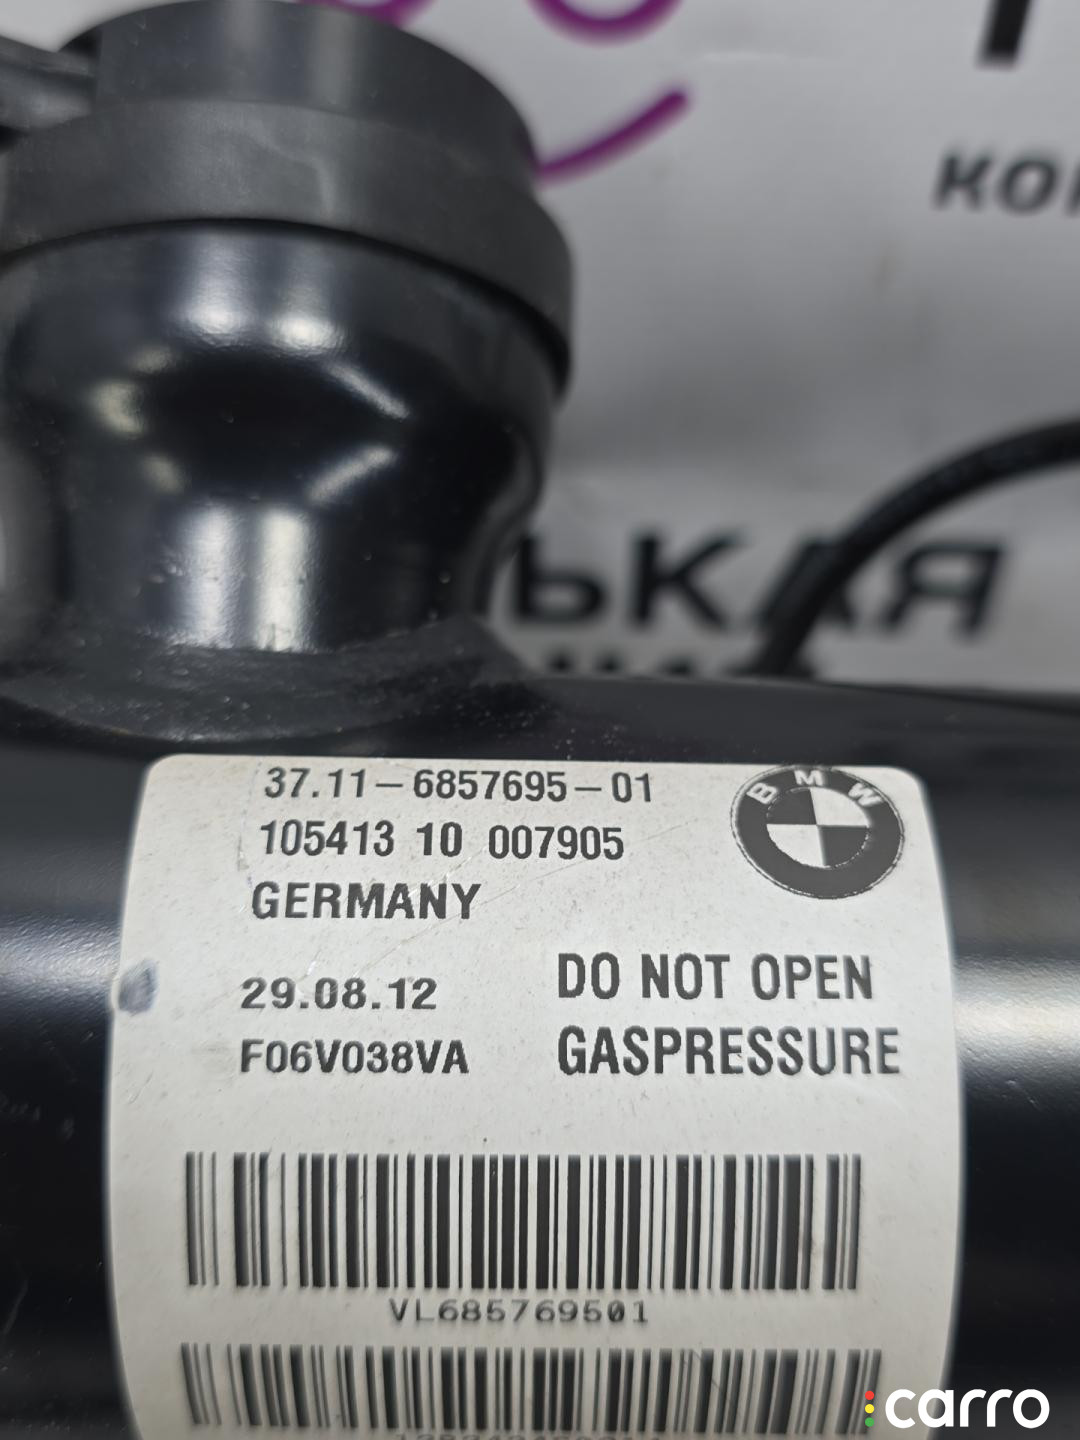 ко
ЬКАЯ
37.11-6857695-01
105413 10 007905
BMW
GERMANY
29.08.12
DO NOT OPEN
F06V038VA
GASPRESSURE
VL685769501
carro